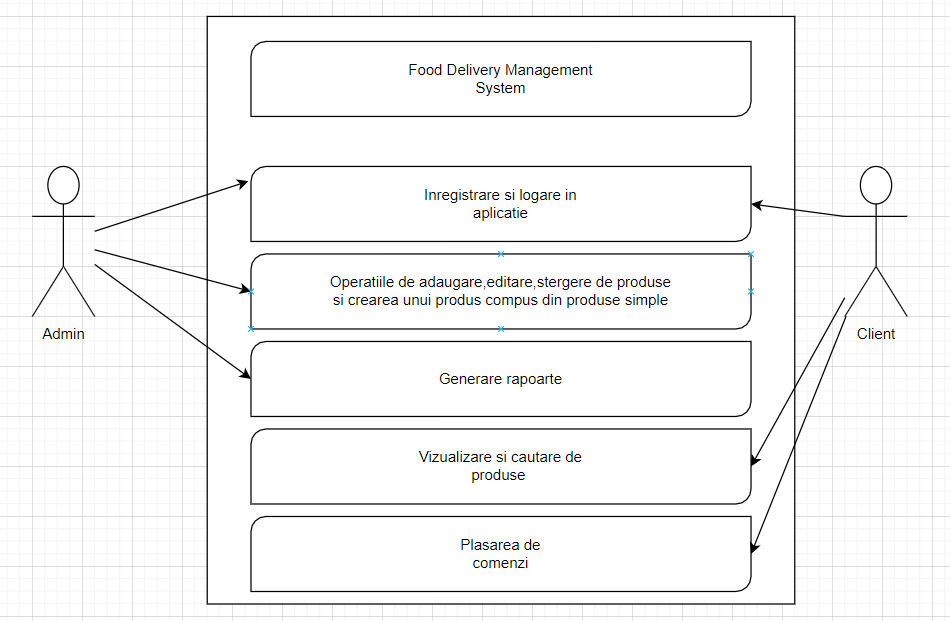 Food Delivery Management
System
Inregistrare si logare in
aplicatie
Operatiile de adaugare,editare,stergere de produse
si crearea unui produs compus din produse simple
Admin
Client
Generare rapoarte
Vizualizare si cautare de
produse
Plasarea de
comenzi